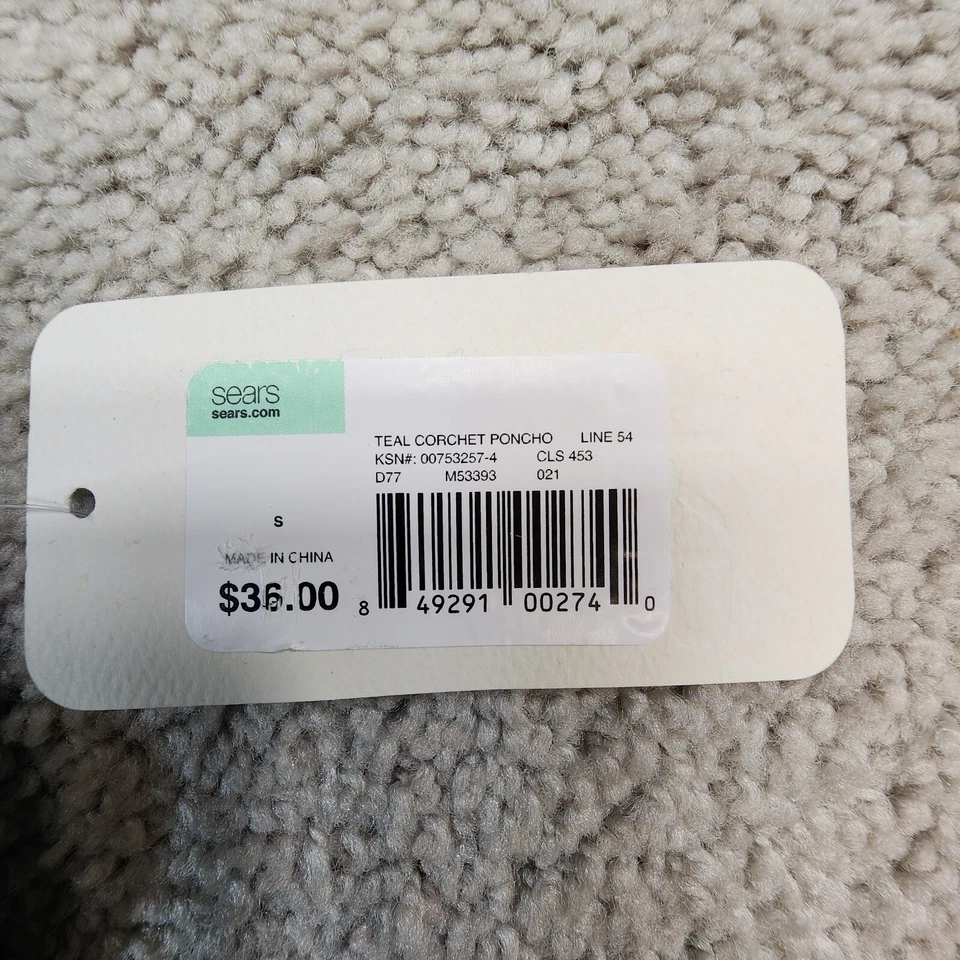 sears
sears.com
TEAL CORCHET PONCHO LINE 54
KSN#: 00753257-4 CLS 453
D77 M53393 021
S
MADE IN CHINA
$36.00
8 49291 00274 0